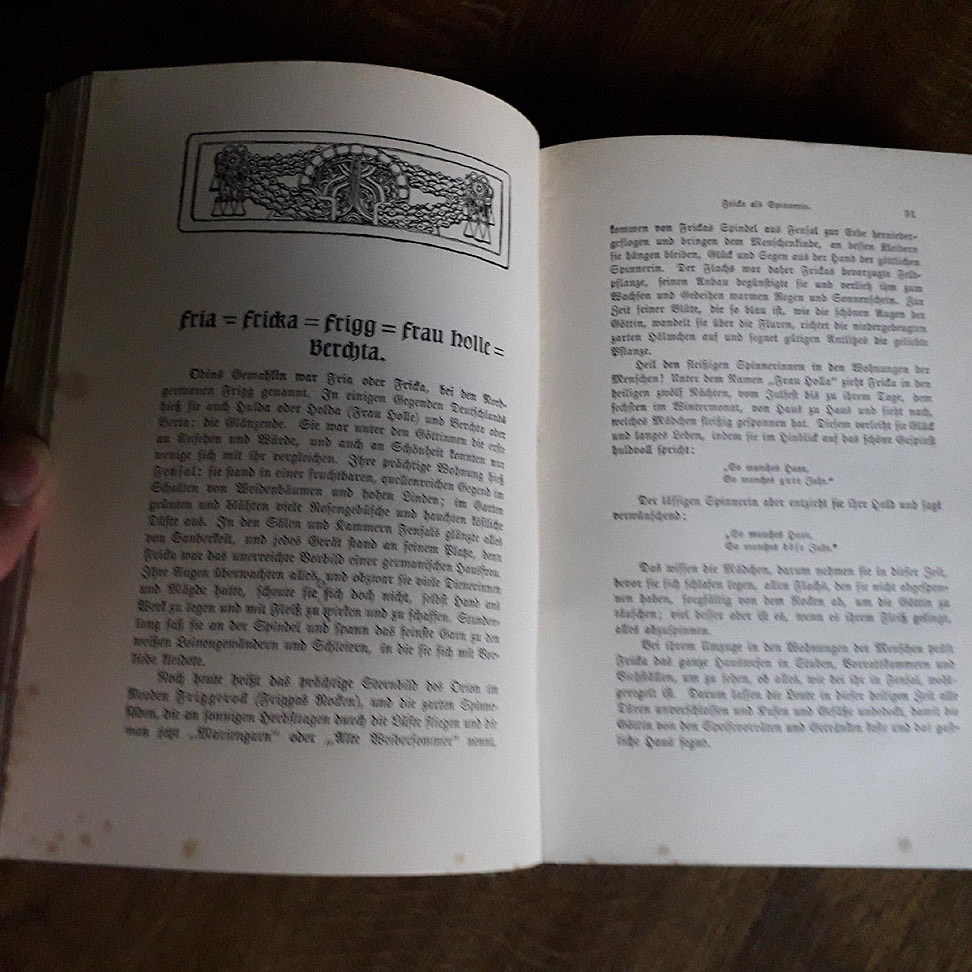 Fria = Fricka = Frigg = Frau Holle =
Berchta.
Odins Gemahlin war Fria oder Fricka, bei den Nord-
germanen Frigg genannt. In einigen Gegenden Deutschlands
hieß sie auch Hulda oder Holda (Frau Holle) und Berchta oder
Berta: die Glänzende. Sie war unter den Göttinnen die erste
an Ansehen und Würde, und auch an Schönheit konnten nur
wenige sich mit ihr vergleichen. Ihre prächtige Wohnung hieß
Fensal; sie stand in einer fruchtbaren, quellenreichen Gegend im
Schatten von Weidenbäumen und hohen Linden; im Garten
grünten und blühten viele Rosengebüsche und hauchten köstliche
Düfte aus. In den Sälen und Kammern Fensals glänzte alles
von Sauberkeit, und jedes Gerät stand an seinem Platze, denn
Fricka war das unerreichte Vorbild einer germanischen Hausfrau.
Ihre Augen überwachten alles, und obzwar sie viele Dienerinnen
und Mägde hatte, scheute sie sich doch nicht, selbst Hand ans
Werk zu legen und mit Fleiß zu wirken und zu schaffen. Stunden-
lang saß sie an der Spindel und spann das feinste Garn zu den
weißen Leinengewändern und Schleiern, in die sie sich mit Vor-
liebe kleidete.
Noch heute heißt das prächtige Sternbild des Orion im
Norden Friggerock (Friggas Rocken), und die zarten Spinne-
fäden, die an sonnigen Herbsttagen durch die Lüfte fliegen und die
man jetzt „Mariengarn“ oder „Alte Weibersommer“ nennt,
Fricka als Spinnerin. 91
kommen von Frickas Spindel aus Fensal zur Erde hernieder-
geflogen und bringen dem Menschenkinde, an dessen Kleidern
sie hängen bleiben, Glück und Segen aus der Hand der göttlichen
Spinnerin. Der Flachs war daher Frickas bevorzugte Feld-
pflanze, seinen Anbau begünstigte sie und verlieh ihm zum
Wachsen und Gedeihen warmen Regen und Sonnenschein. Zur
Zeit seiner Blüte, die so blau ist, wie die schönen Augen der
Göttin, wandelt sie über die Fluren, richtet die niedergebeugten
zarten Hälmchen auf und segnet gütigen Antlitzes die geliebte
Pflanze.
Heil den fleißigen Spinnerinnen in den Wohnungen der
Menschen! Unter dem Namen „Frau Holla“ zieht Fricka in den
heiligen zwölf Nächten, vom Julfest bis zu ihrem Tage, dem
sechsten im Wintermonat, von Haus zu Haus und sieht nach,
welches Mädchen fleißig gesponnen hat. Diesem verleiht sie Glück
und langes Leben, indem sie im Hinblick auf das schöne Gespinst
huldvoll spricht:
„So manches Haar,
So manches gute Jahr.“
Der lässigen Spinnerin aber entzieht sie ihre Huld und sagt
verwünschend:
„So manches Haar,
So manches böse Jahr.“
Das wissen die Mädchen, darum nehmen sie in dieser Zeit,
bevor sie sich schlafen legen, allen Flachs, den sie nicht abgespon-
nen haben, sorgfältig von dem Rocken ab, um die Göttin zu
täuschen; viel besser aber ist es, wenn es ihrem Fleiß gelingt,
alles abzuspinnen.
Bei ihrem Umzuge in den Wohnungen der Menschen prüft
Fricka das ganze Hauswesen in Stuben, Vorratskammern und
Viehställen, um zu sehen, ob alles, wie bei ihr in Fensal, wohl-
geregelt ist. Darum lassen die Leute in dieser heiligen Zeit alle
Türen unverschlossen und Kasten und Gefäße unbedeckt, damit die
Göttin von den Speisevorräten und Getränken koste und das gast-
liche Haus segne.